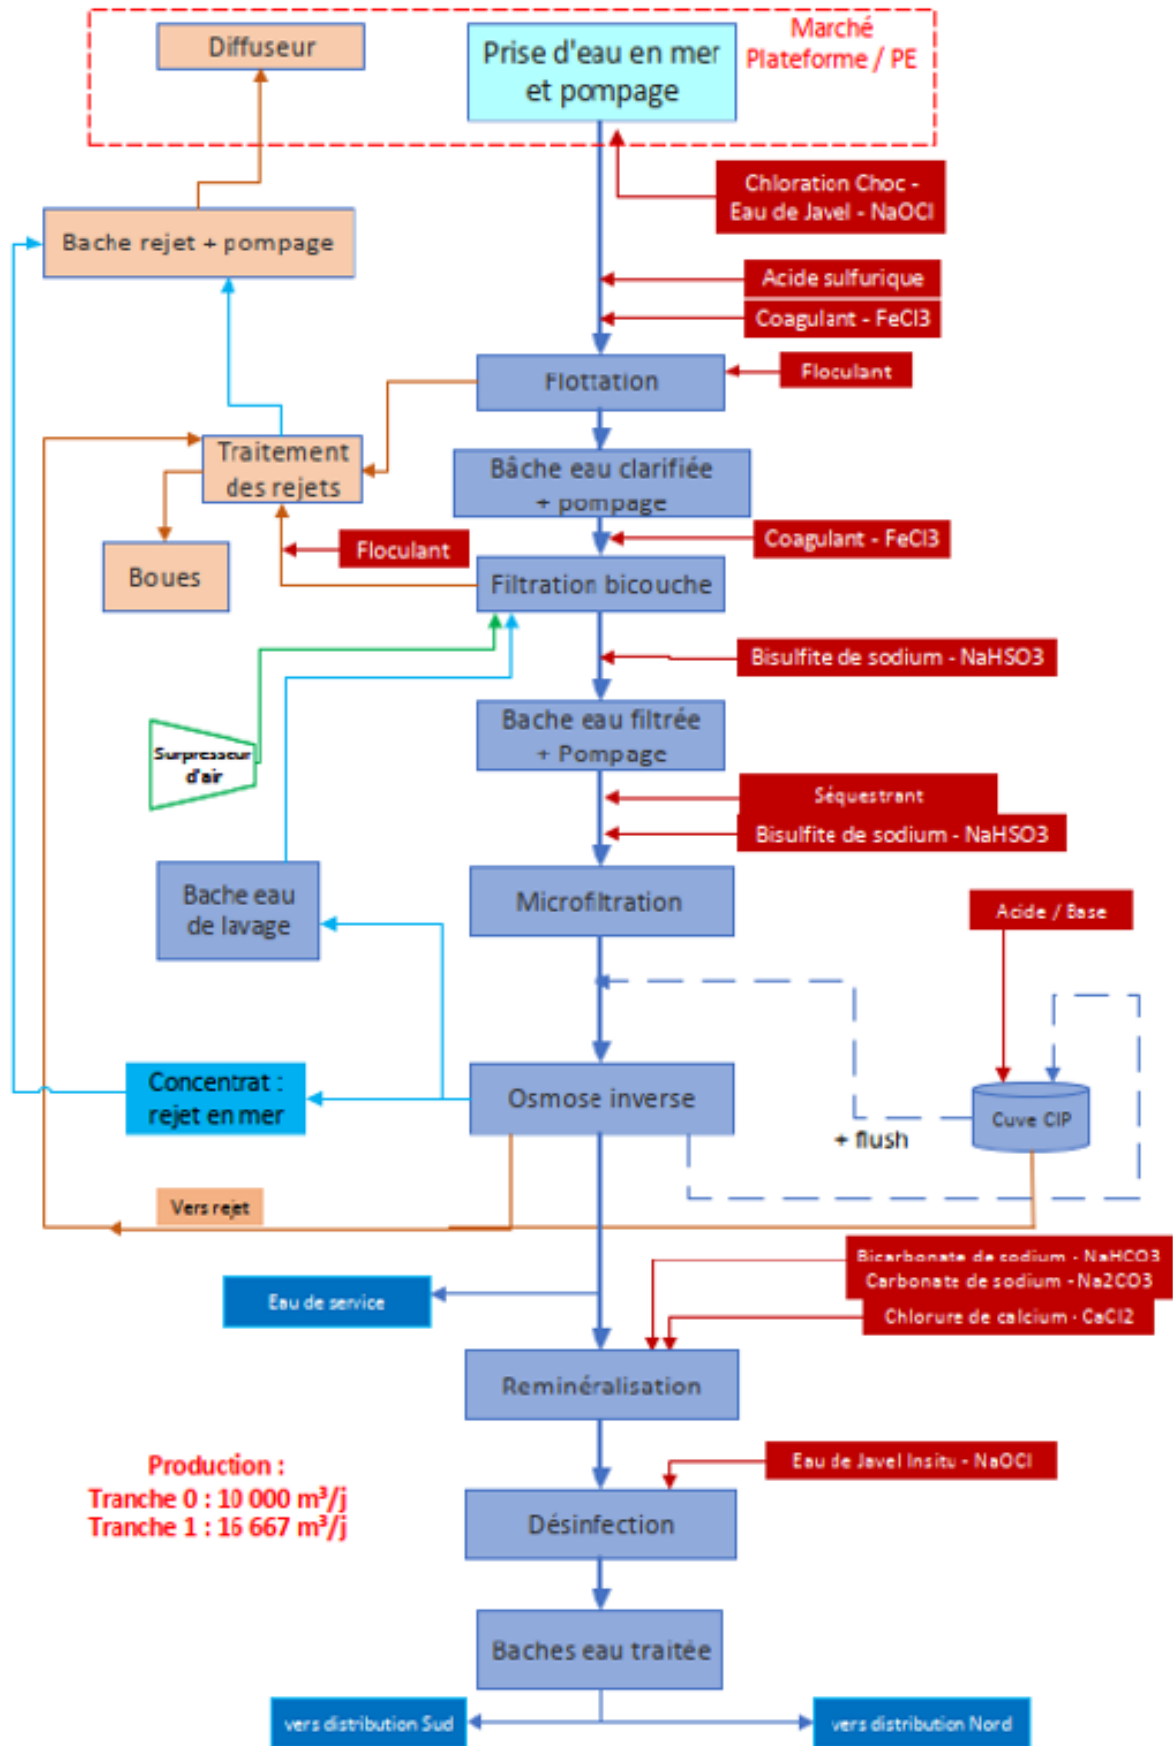 Diffuseur
Prise d'eau en mer
et pompage
Marché
Plateforme / PE
Chloration Choc -
Eau de Javel - NaOCl
Bache rejet + pompage
Acide sulfurique
Coagulant - FeCl3
Flottation
Floculant
Traitement
des rejets
Bâche eau clarifiée
+ pompage
Coagulant - FeCl3
Floculant
Boues
Filtration bicouche
Bisulfite de sodium - NaHSO3
Bache eau filtrée
+ Pompage
Surpresseur
d'air
Séquestrant
Bisulfite de sodium - NaHSO3
Bache eau
de lavage
Microfiltration
Acide / Base
Concentrat :
rejet en mer
Osmose inverse
Cuve CIP
+ flush
Vers rejet
Bicarbonate de sodium - NaHCO3
Carbonate de sodium - Na2CO3
Eau de service
Chlorure de calcium - CaCl2
Reminéralisation
Production :
Tranche 0 : 10 000 m³/j
Tranche 1 : 16 667 m³/j
Eau de Javel Insitu - NaOCl
Désinfection
Baches eau traitée
vers distribution Sud
vers distribution Nord